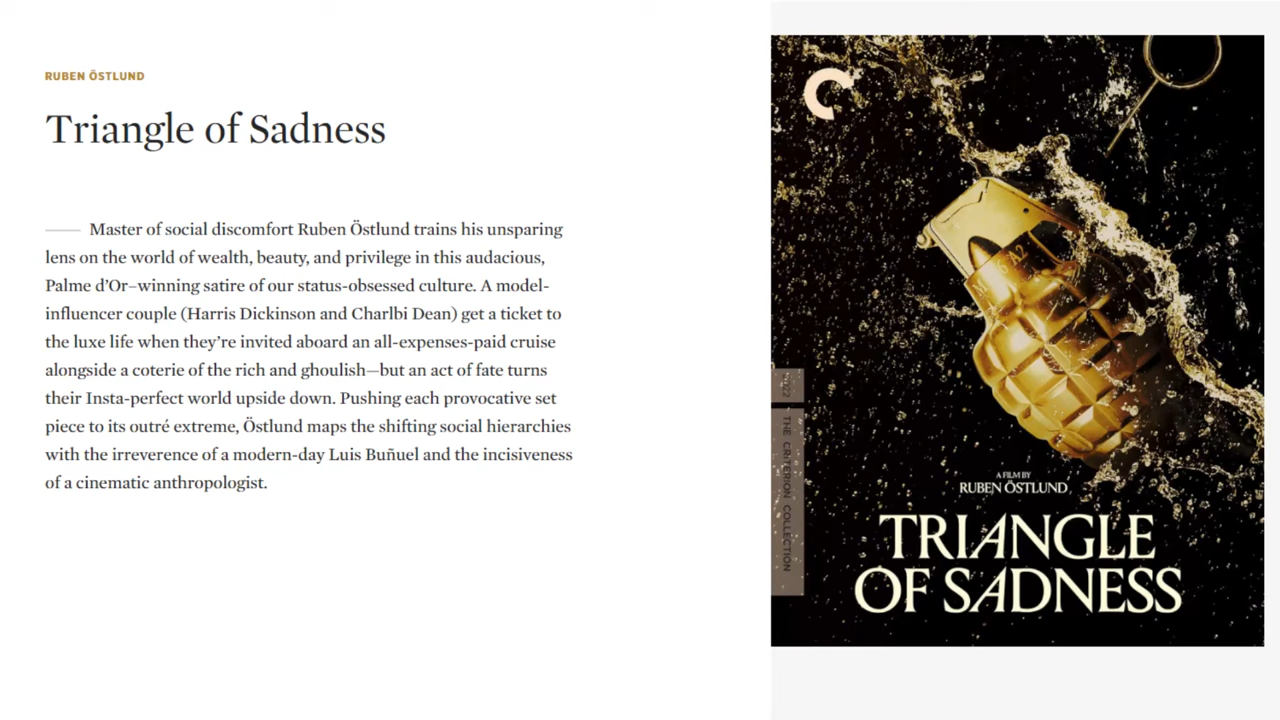 RUBEN ÖSTLUND
Triangle of Sadness
Master of social discomfort Ruben Östlund trains his unsparing
lens on the world of wealth, beauty, and privilege in this audacious,
Palme d’Or–winning satire of our status-obsessed culture. A model-
influencer couple (Harris Dickinson and Charlbi Dean) get a ticket to
the luxe life when they’re invited aboard an all-expenses-paid cruise
alongside a coterie of the rich and ghoulish—but an act of fate turns
their Insta-perfect world upside down. Pushing each provocative set
piece to its outré extreme, Östlund maps the shifting social hierarchies
with the irreverence of a modern-day Luis Buñuel and the incisiveness
of a cinematic anthropologist.
M 26 A2
1222
THE CRITERION COLLECTION
A FILM BY
RUBEN ÖSTLUND
TRIANGLE
OF SADNESS